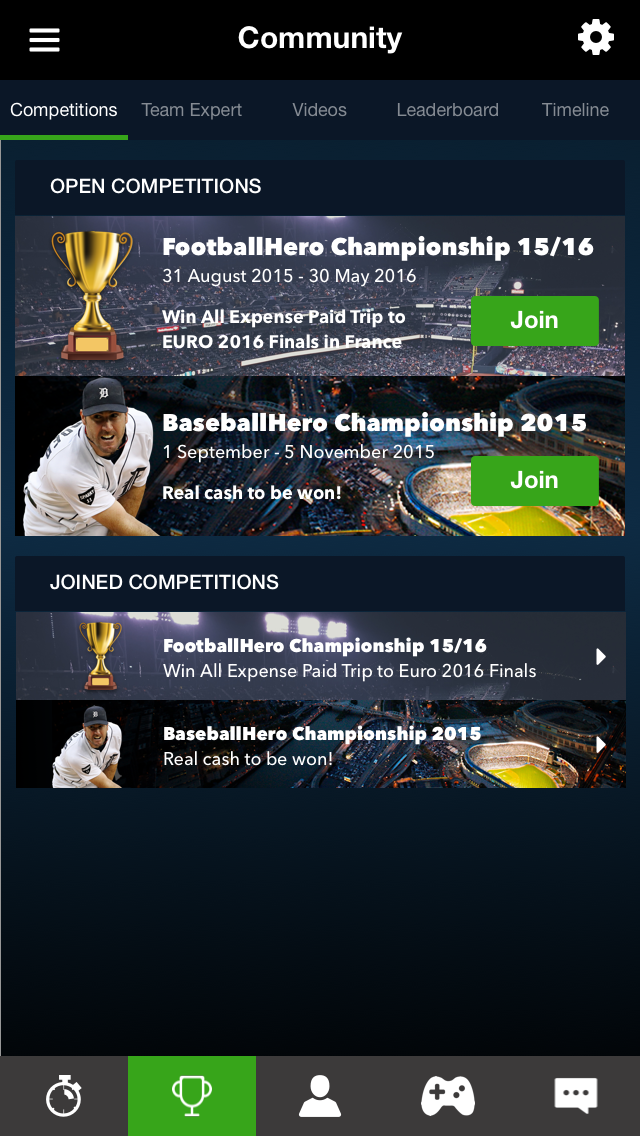 Community
Competitions Team Expert Videos Leaderboard Timeline
OPEN COMPETITIONS
FootballHero Championship 15/16
31 August 2015 - 30 May 2016
Win All Expense Paid Trip to
EURO 2016 Finals in France
Join
D
BaseballHero Championship 2015
1 September - 5 November 2015
Real cash to be won!
Join
JOINED COMPETITIONS
FootballHero Championship 15/16
Win All Expense Paid Trip to Euro 2016 Finals
BaseballHero Championship 2015
Real cash to be won!